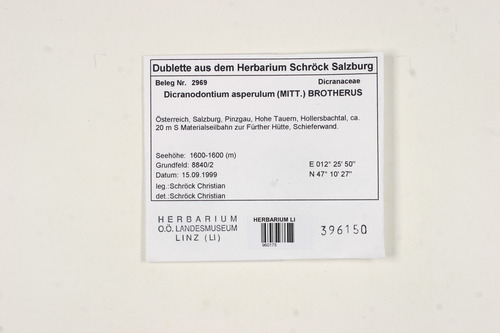 Dublette aus dem Herbarium Schröck Salzburg
Beleg Nr. 2969 Dicranaceae
Dicranodontium asperulum (MITT.) BROTHERUS
Österreich, Salzburg, Pinzgau, Hohe Tauern, Hollersbachtal, ca.
20 m S Materialseilbahn zur Fürther Hütte, Schieferwand.
Seehöhe: 1600-1600 (m)
Grundfeld: 8840/2 E 012° 25' 50"
Datum: 15.09.1999 N 47° 10' 27"
leg.:Schröck Christian
det.:Schröck Christian
HERBARIUM
O.Ö. LANDESMUSEUM
LINZ (LI)
HERBARIUM LI
960175
396150